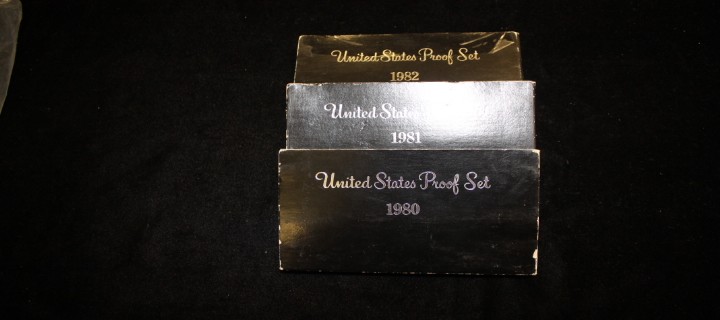 United States Proof Set
1982
United States
1981
United States Proof Set
1980